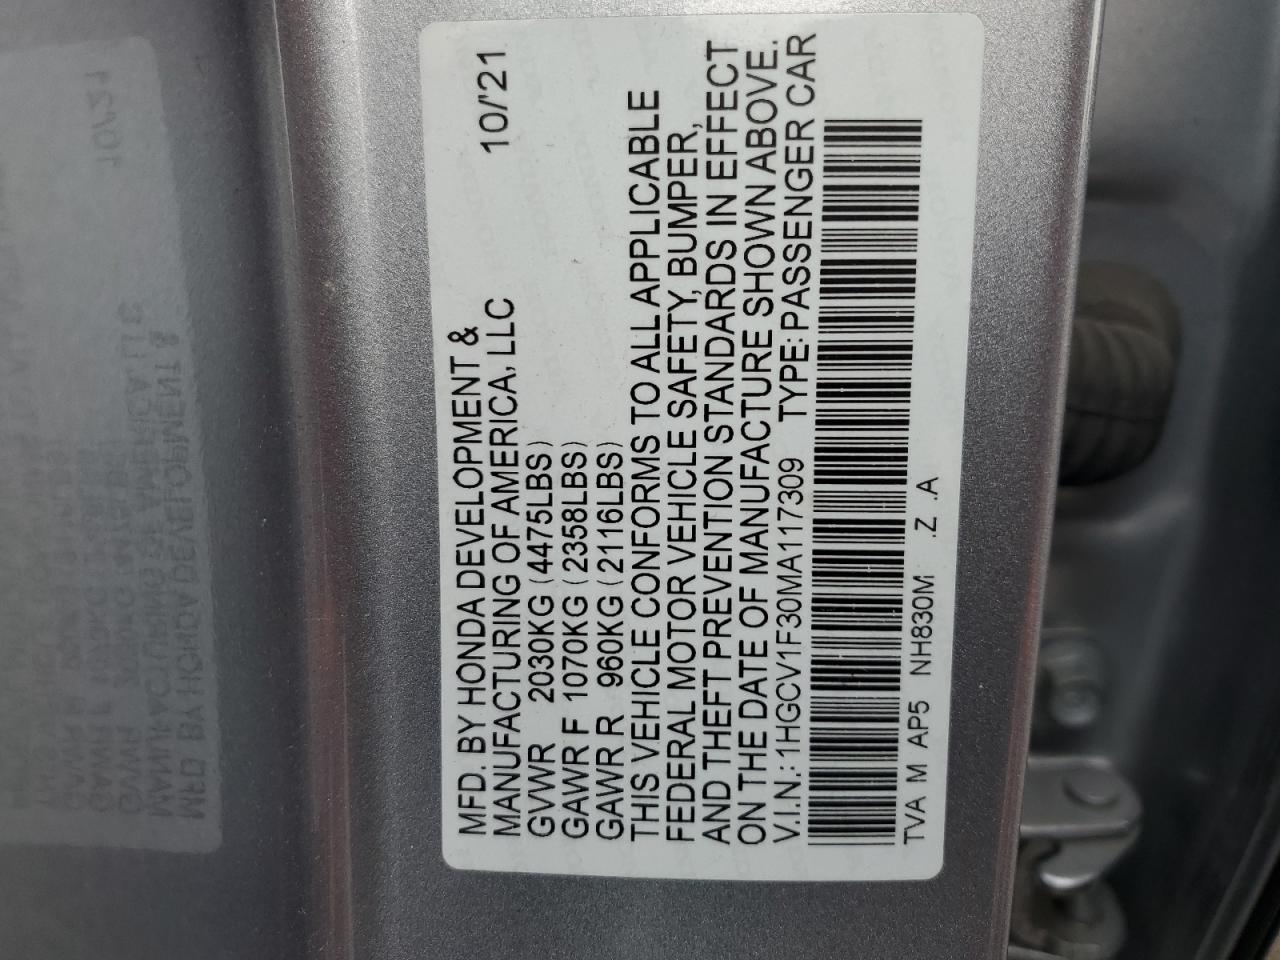 MFD. BY HONDA DEVELOPMENT &
MANUFACTURING OF AMERICA, LLC 10/'21
GVWR 2030KG (4475LBS)
GAWR F 1070KG (2358LBS)
GAWR R 960KG (2116LBS)
THIS VEHICLE CONFORMS TO ALL APPLICABLE
FEDERAL MOTOR VEHICLE SAFETY, BUMPER,
AND THEFT PREVENTION STANDARDS IN EFFECT
ON THE DATE OF MANUFACTURE SHOWN ABOVE.
V.I.N.: 1HGCV1F30MA117309 TYPE: PASSENGER CAR
TVA M AP5 NH830M .Z .A